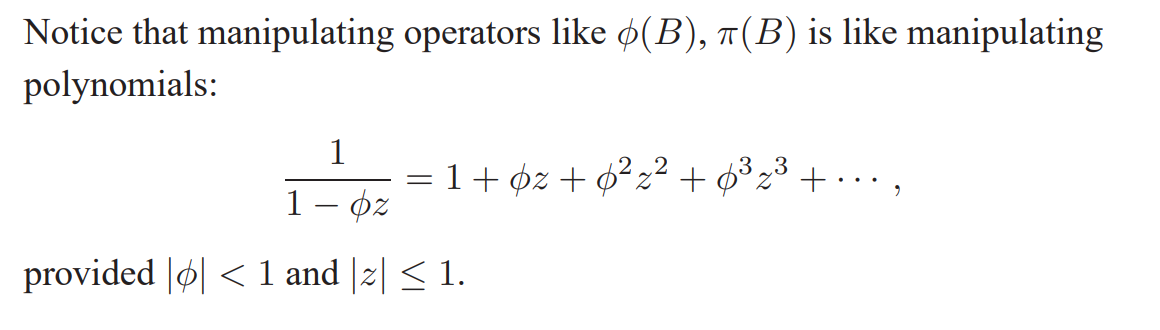 Notice that manipulating operators like ϕ(B), π(B) is like manipulating
polynomials:
1/(1 − ϕz) = 1 + ϕz + ϕ²z² + ϕ³z³ + ⋯ ,
provided |ϕ| < 1 and |z| ≤ 1.